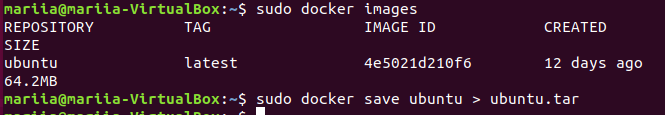 mariia@mariia-VirtualBox:~$ sudo docker images
REPOSITORY TAG IMAGE ID CREATED
SIZE
ubuntu latest 4e5021d210f6 12 days ago
64.2MB
mariia@mariia-VirtualBox:~$ sudo docker save ubuntu > ubuntu.tar
mariia@mariia-VirtualBox:~$